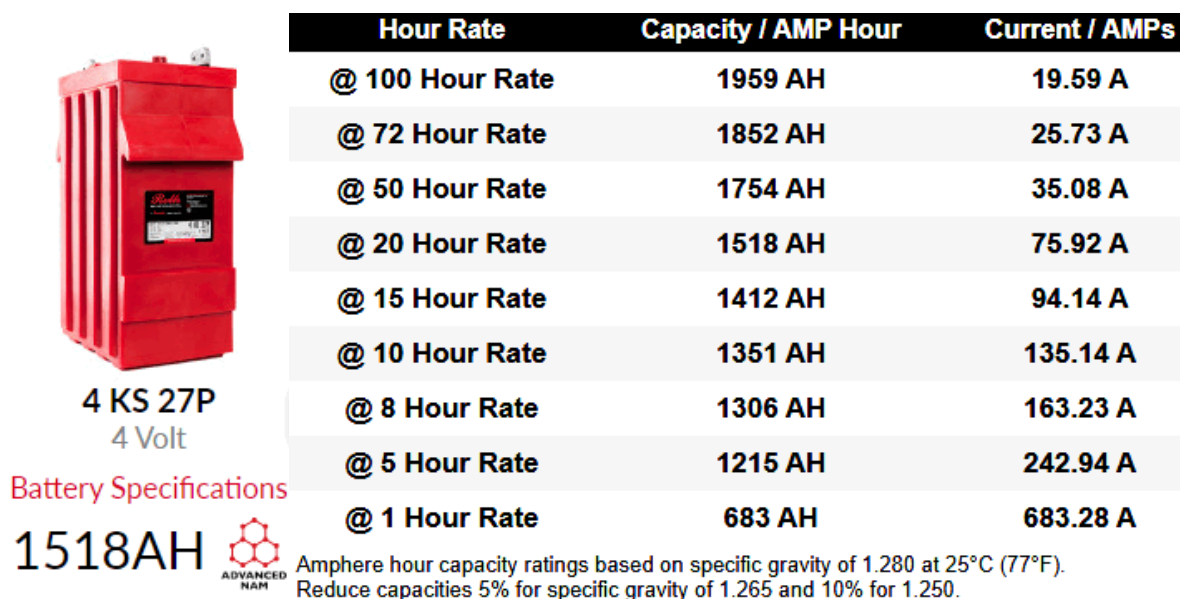 Hour Rate Capacity / AMP Hour Current / AMPs
@ 100 Hour Rate 1959 AH 19.59 A
@ 72 Hour Rate 1852 AH 25.73 A
@ 50 Hour Rate 1754 AH 35.08 A
@ 20 Hour Rate 1518 AH 75.92 A
@ 15 Hour Rate 1412 AH 94.14 A
@ 10 Hour Rate 1351 AH 135.14 A
@ 8 Hour Rate 1306 AH 163.23 A
@ 5 Hour Rate 1215 AH 242.94 A
@ 1 Hour Rate 683 AH 683.28 A
Rolls
4 KS 27P
4 Volt
Battery Specifications
1518AH
ADVANCED
NAM
Amphere hour capacity ratings based on specific gravity of 1.280 at 25°C (77°F).
Reduce capacities 5% for specific gravity of 1.265 and 10% for 1.250.